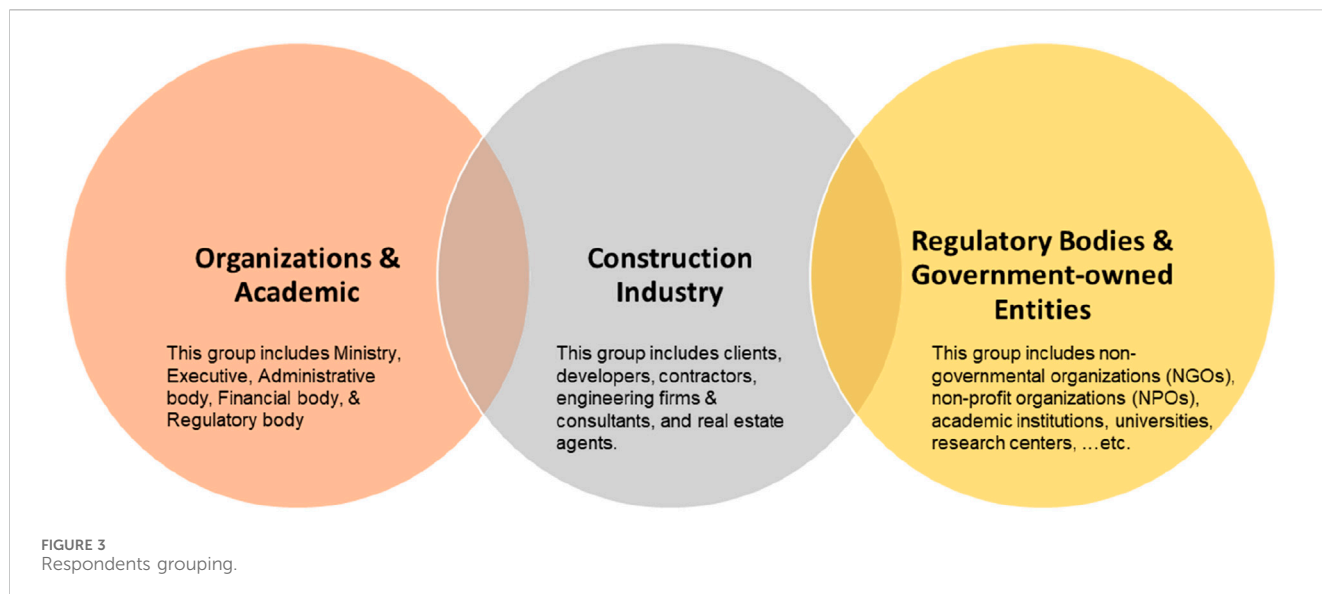 Organizations &
Academic
This group includes Ministry,
Executive, Administrative
body, Financial body, &
Regulatory body
Construction
Industry
This group includes clients,
developers, contractors,
engineering firms &
consultants, and real estate
agents.
Regulatory Bodies &
Government-owned
Entities
This group includes non-
governmental organizations (NGOs),
non-profit organizations (NPOs),
academic institutions, universities,
research centers, ...etc.
FIGURE 3
Respondents grouping.